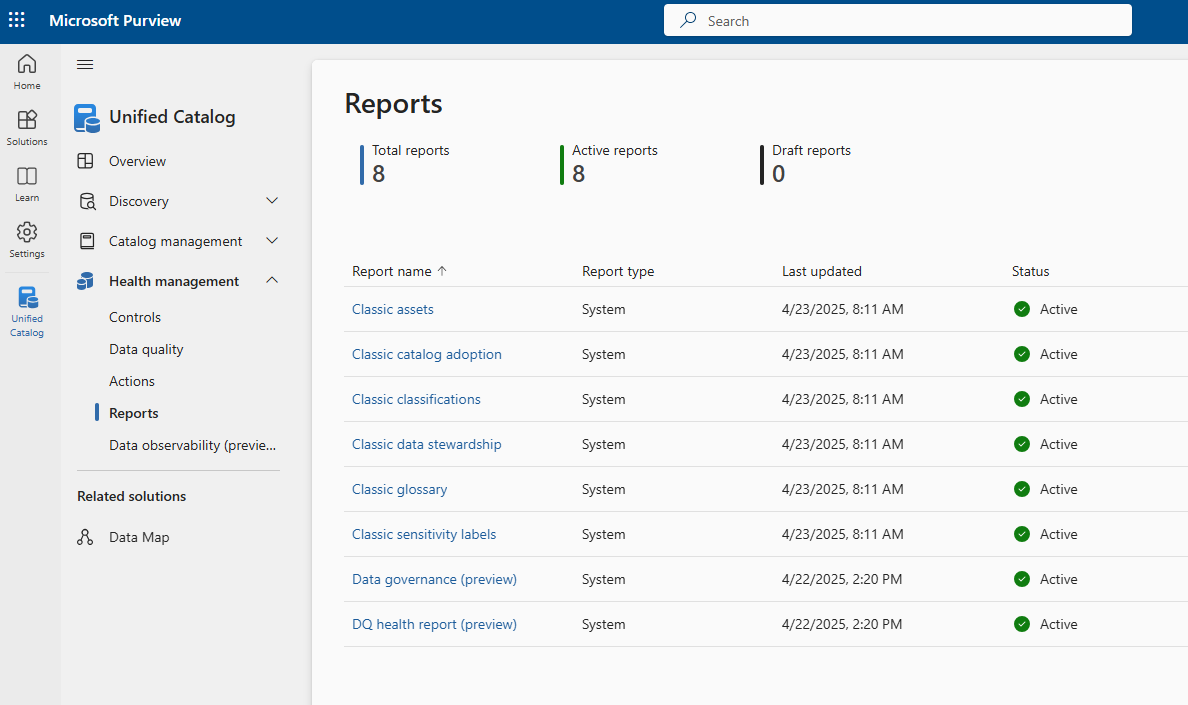 Microsoft Purview
Search
Home
Solutions
Learn
Settings
Unified
Catalog
Unified Catalog
Overview
Discovery
Catalog management
Health management
Controls
Data quality
Actions
Reports
Data observability (previe...
Related solutions
Data Map
Reports
Total reports Active reports Draft reports
8 8 0
Report name ↑ Report type Last updated Status
Classic assets System 4/23/2025, 8:11 AM Active
Classic catalog adoption System 4/23/2025, 8:11 AM Active
Classic classifications System 4/23/2025, 8:11 AM Active
Classic data stewardship System 4/23/2025, 8:11 AM Active
Classic glossary System 4/23/2025, 8:11 AM Active
Classic sensitivity labels System 4/23/2025, 8:11 AM Active
Data governance (preview) System 4/22/2025, 2:20 PM Active
DQ health report (preview) System 4/22/2025, 2:20 PM Active